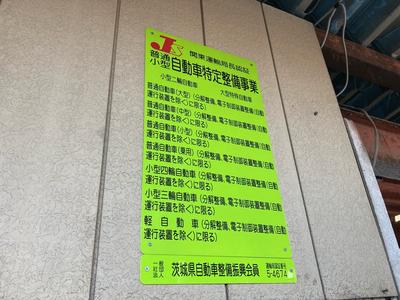 JS 関東運輸局長認証
普通
小型 自動車特定整備事業
小型二輪自動車 大型特殊自動車
普通自動車(大型)(分解整備、電子制御装置整備(自動
運行装置を除く)に限る)
普通自動車(中型)(分解整備、電子制御装置整備(自動
運行装置を除く)に限る)
普通自動車(小型)(分解整備、電子制御装置整備(自動
運行装置を除く)に限る)
普通自動車(乗用)(分解整備、電子制御装置整備(自動
運行装置を除く)に限る)
小型四輪自動車(分解整備、電子制御装置整備(自動
運行装置を除く)に限る)
小型三輪自動車(分解整備、電子制御装置整備(自動
運行装置を除く)に限る)
軽自動車(分解整備、電子制御装置整備(自動
運行装置を除く)に限る)
一般
社団
法人 茨城県自動車整備振興会員
5-4674